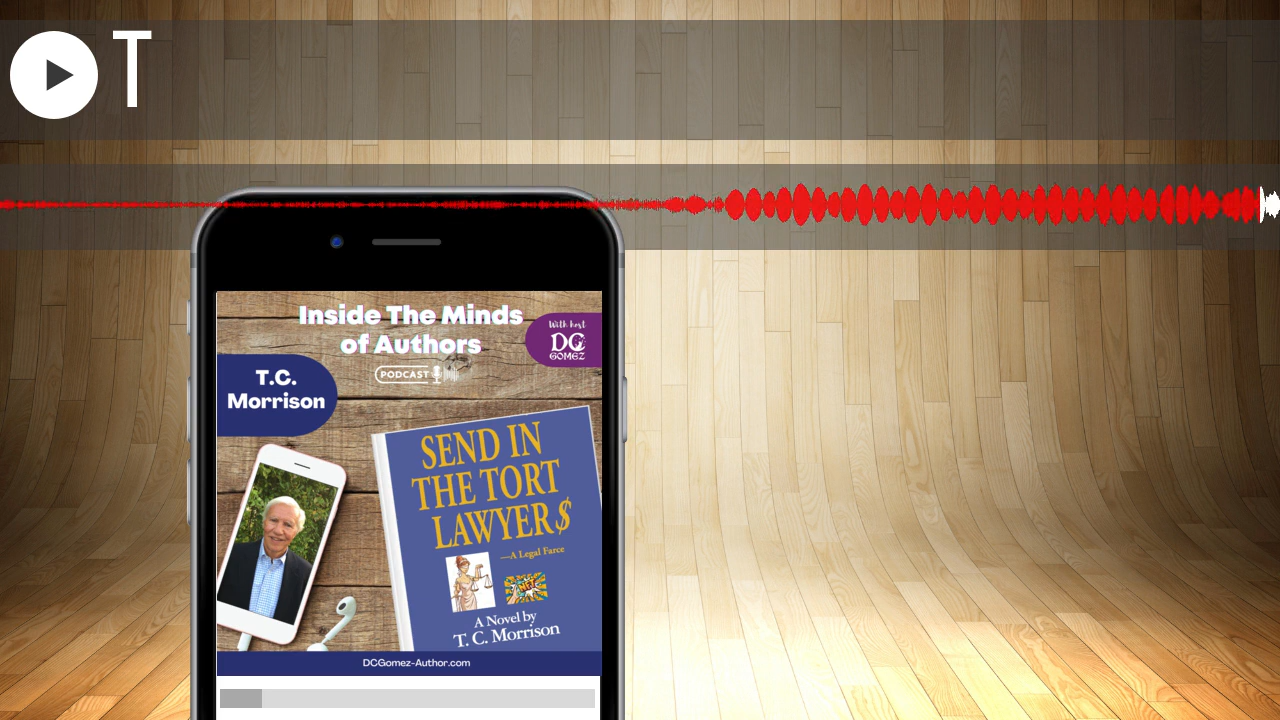 T
Inside The Minds
of Authors
With host
DC
GOMEZ
PODCAST
T.C.
Morrison
SEND IN
THE TORT
LAWYER$
—A Legal Farce
A Novel by
T. C. Morrison
DCGomez-Author.com